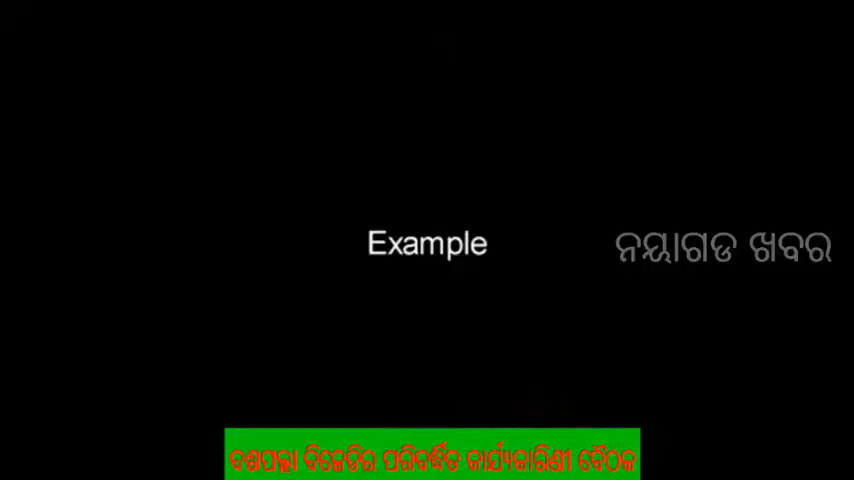 Example
ନୟାଗଡ ଖବର
ଦଶପଲ୍ଲା ବିଜେଡିର ପରିବର୍ଦ୍ଧିତ କାର୍ଯ୍ୟକାରିଣୀ ବୈଠକ